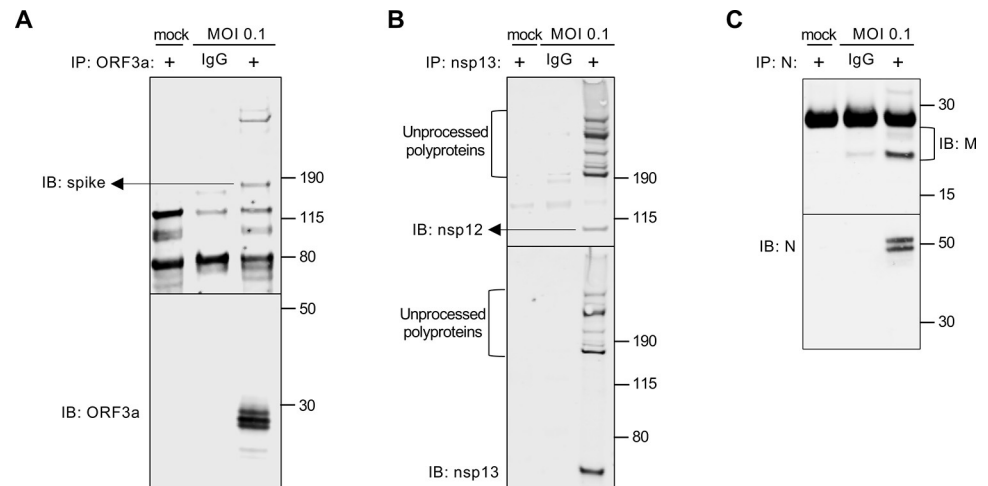 A
mock MOI 0.1
IP: ORF3a: + IgG +
190
IB: spike
115
80
50
30
IB: ORF3a
B
mock MOI 0.1
IP: nsp13: + IgG +
Unprocessed
polyproteins
190
115
IB: nsp12
Unprocessed
polyproteins
190
115
80
IB: nsp13
C
mock MOI 0.1
IP: N: + IgG +
30
IB: M
15
IB: N
50
30